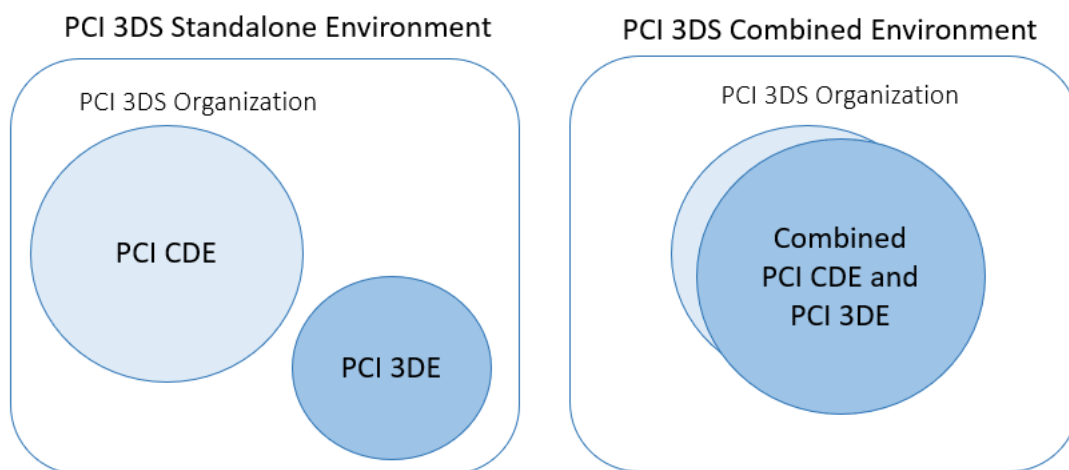 PCI 3DS Standalone Environment
PCI 3DS Organization
PCI CDE
PCI 3DE
PCI 3DS Combined Environment
PCI 3DS Organization
Combined
PCI CDE and
PCI 3DE